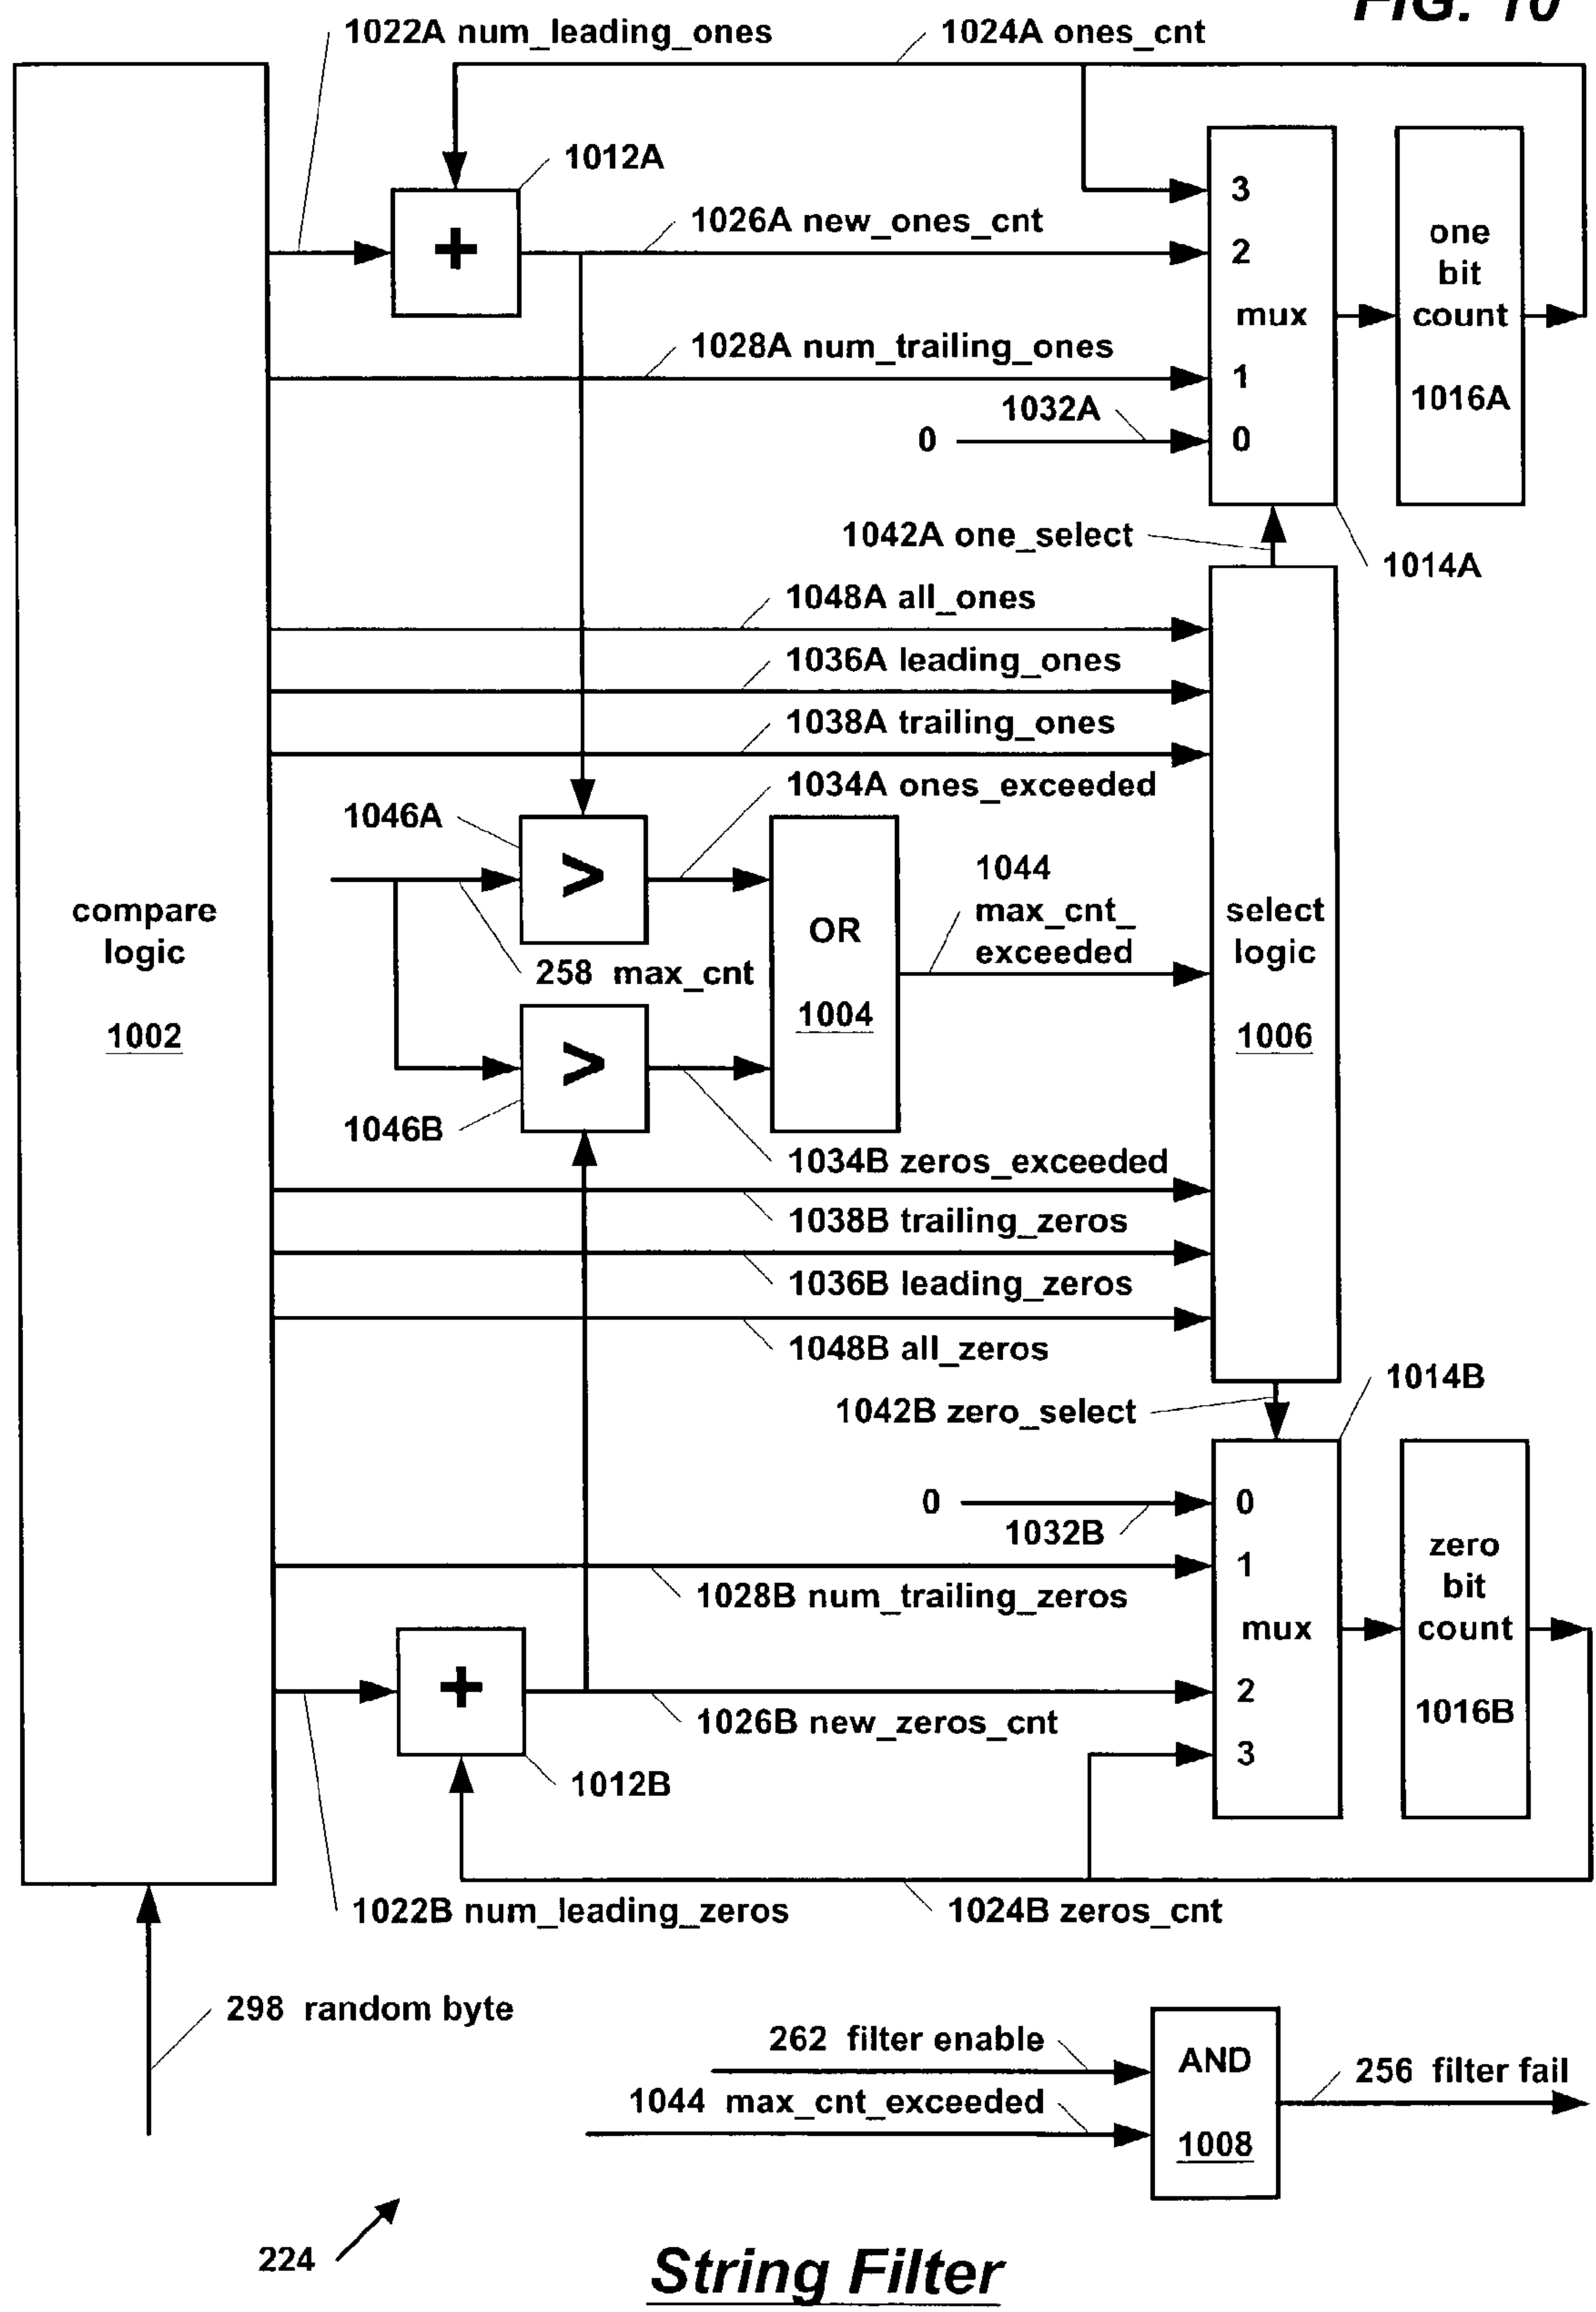 FIG. 10
1022A num_leading_ones
1024A ones_cnt
1012A
+
1026A new_ones_cnt
1028A num_trailing_ones
1032A
0
3
2
mux
1
0
one
bit
count
1016A
1042A one_select
1014A
1048A all_ones
1036A leading_ones
1038A trailing_ones
1034A ones_exceeded
1046A
>
258 max_cnt
>
1046B
OR
1004
1044
max_cnt_
exceeded
compare
logic
1002
select
logic
1006
1034B zeros_exceeded
1038B trailing_zeros
1036B leading_zeros
1048B all_zeros
1014B
1042B zero_select
0
1032B
0
1
mux
2
3
zero
bit
count
1016B
1028B num_trailing_zeros
+
1026B new_zeros_cnt
1012B
1022B num_leading_zeros
1024B zeros_cnt
298 random byte
262 filter enable
1044 max_cnt_exceeded
AND
1008
256 filter fail
224
String Filter